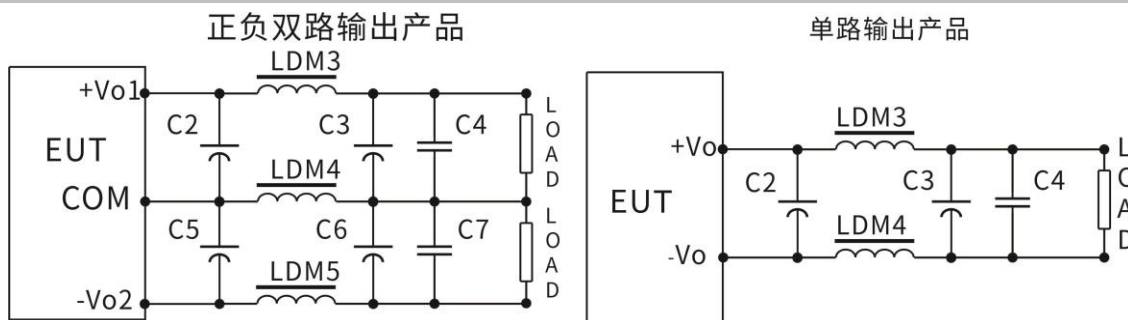 正负双路输出产品
LDM3
+Vo1
C2
C3
C4
LOAD
EUT
LDM4
COM
C5
C6
C7
LOAD
LDM5
-Vo2
单路输出产品
LDM3
+Vo
C2
C3
C4
LOAD
EUT
LDM4
-Vo